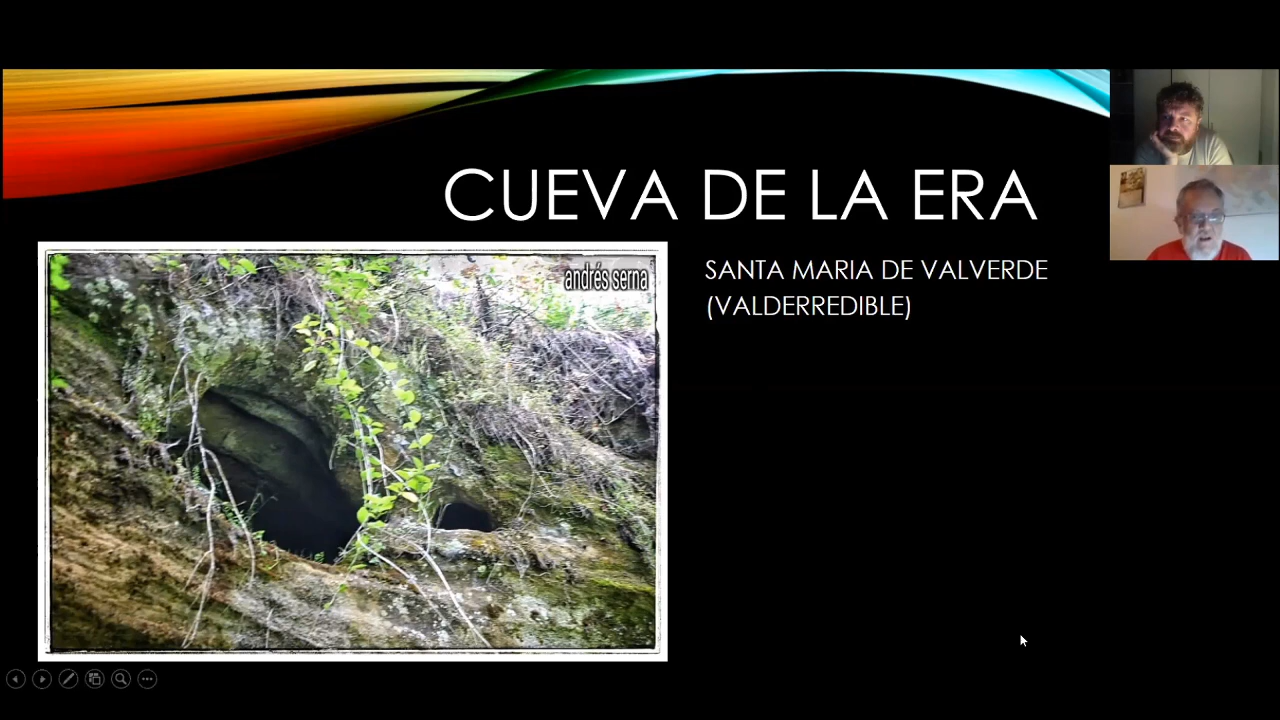 CUEVA DE LA ERA
andrés serna
SANTA MARIA DE VALVERDE
(VALDERREDIBLE)